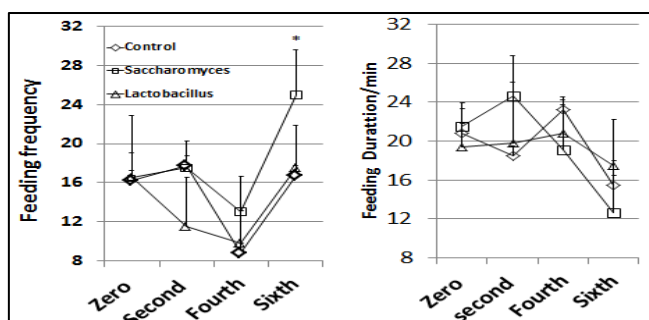 Feeding frequency
32
28
24
20
16
12
8
Control
Saccharomyces
Lactobacillus
*
Zero
Second
Fourth
Sixth
Feeding Durattion/min
32
28
24
20
16
12
8
Zero
second
Fourth
Sixth